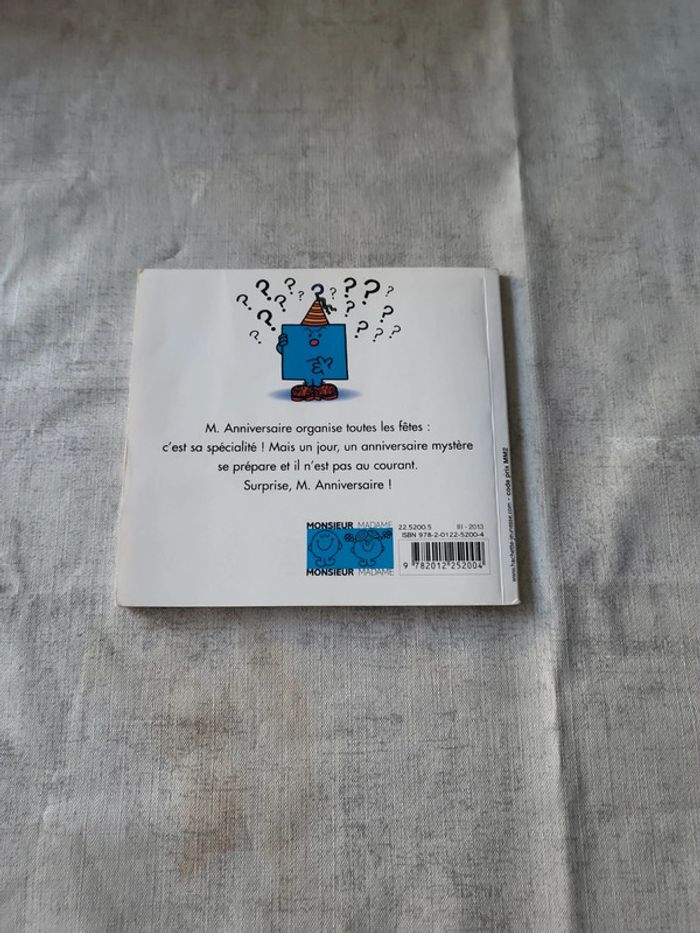 ? ? ? ? ? ? ? ? ? ? ? ? ? ? ?
M. Anniversaire organise toutes les fêtes :
c'est sa spécialité ! Mais un jour, un anniversaire mystère
se prépare et il n'est pas au courant.
Surprise, M. Anniversaire !
MONSIEUR MADAME
MONSIEUR MADAME
22.5200.5 III - 2013
ISBN 978-2-0122-5200-4
9 782012 252004
www.hachette-jeunesse.com - code prix MM2